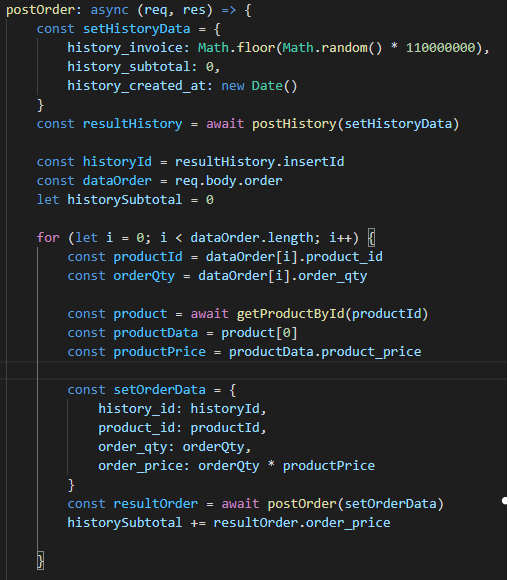 postOrder: async (req, res) => {
    const setHistoryData = {
        history_invoice: Math.floor(Math.random() * 110000000),
        history_subtotal: 0,
        history_created_at: new Date()
    }
    const resultHistory = await postHistory(setHistoryData)

    const historyId = resultHistory.insertId
    const dataOrder = req.body.order
    let historySubtotal = 0

    for (let i = 0; i < dataOrder.length; i++) {
        const productId = dataOrder[i].product_id
        const orderQty = dataOrder[i].order_qty

        const product = await getProductById(productId)
        const productData = product[0]
        const productPrice = productData.product_price

        const setOrderData = {
            history_id: historyId,
            product_id: productId,
            order_qty: orderQty,
            order_price: orderQty * productPrice
        }
        const resultOrder = await postOrder(setOrderData)
        historySubtotal += resultOrder.order_price

    }